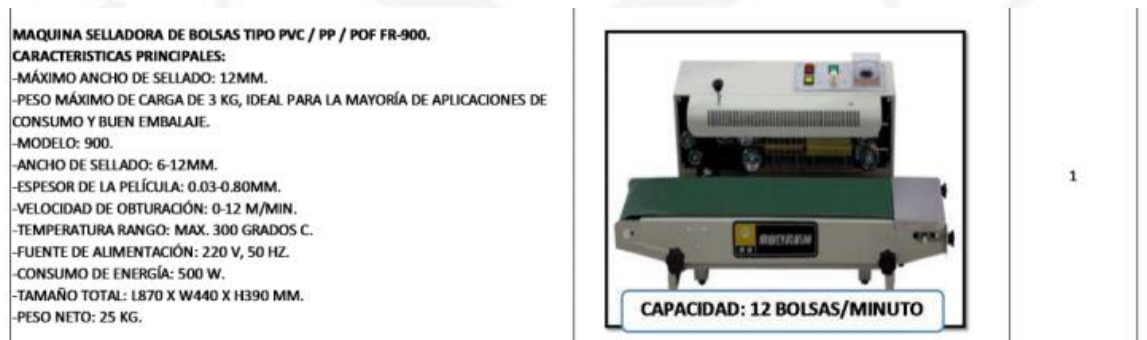 MAQUINA SELLADORA DE BOLSAS TIPO PVC / PP / POF FR-900.
CARACTERISTICAS PRINCIPALES:
-MÁXIMO ANCHO DE SELLADO: 12MM.
-PESO MÁXIMO DE CARGA DE 3 KG, IDEAL PARA LA MAYORÍA DE APLICACIONES DE
CONSUMO Y BUEN EMBALAJE.
-MODELO: 900.
-ANCHO DE SELLADO: 6-12MM.
-ESPESOR DE LA PELÍCULA: 0.03-0.80MM.
-VELOCIDAD DE OBTURACIÓN: 0-12 M/MIN.
-TEMPERATURA RANGO: MAX. 300 GRADOS C.
-FUENTE DE ALIMENTACIÓN: 220 V, 50 HZ.
-CONSUMO DE ENERGÍA: 500 W.
-TAMAÑO TOTAL: L870 X W440 X H390 MM.
-PESO NETO: 25 KG.
CAPACIDAD: 12 BOLSAS/MINUTO
1